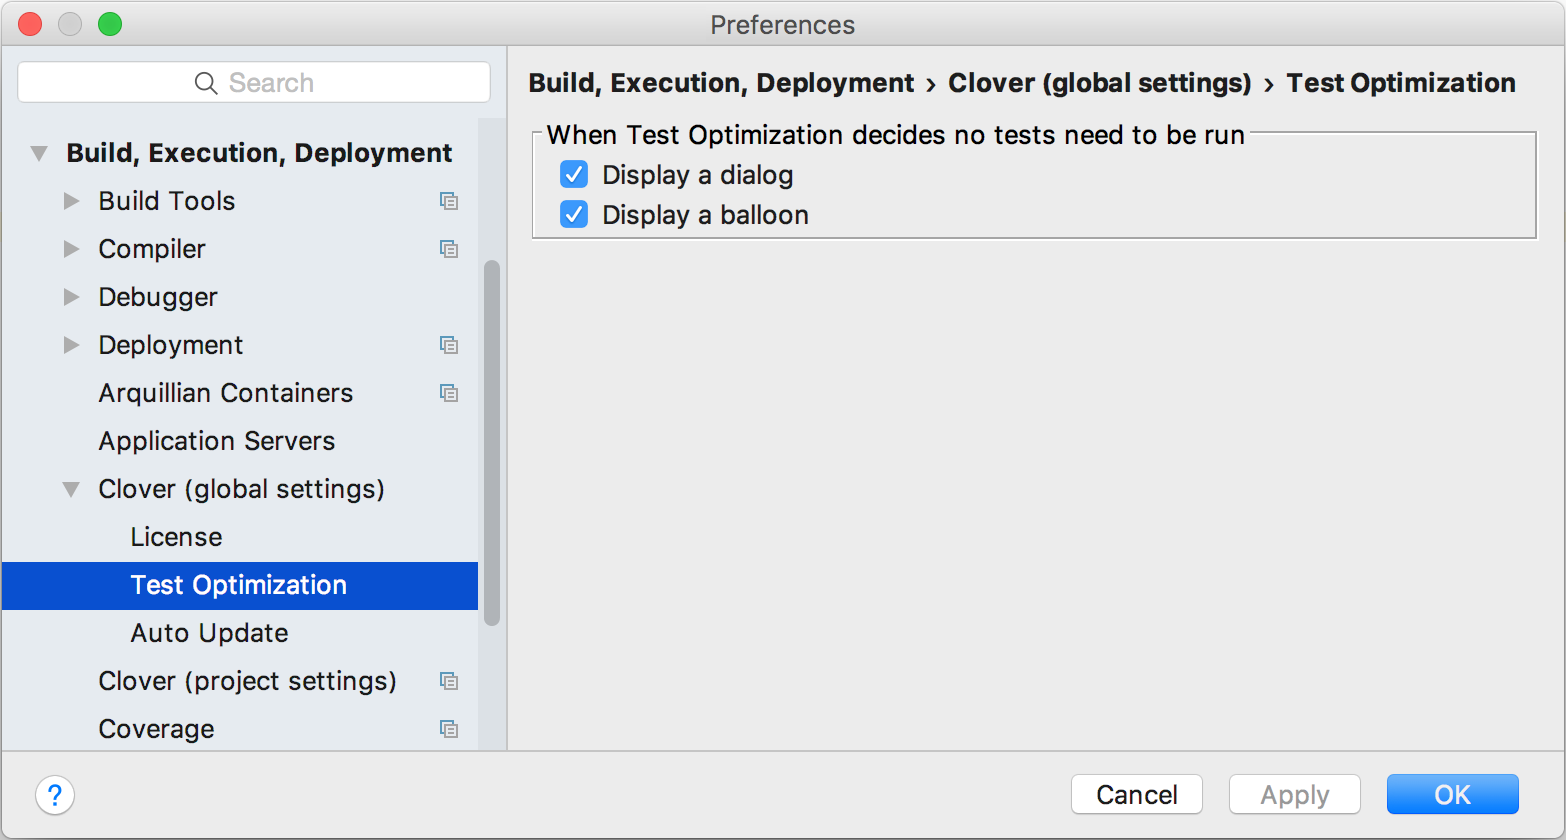 Preferences
Search
Build, Execution, Deployment
Build Tools
Compiler
Debugger
Deployment
Arquillian Containers
Application Servers
Clover (global settings)
License
Test Optimization
Auto Update
Clover (project settings)
Coverage
Build, Execution, Deployment › Clover (global settings) › Test Optimization
When Test Optimization decides no tests need to be run
Display a dialog
Display a balloon
?
Cancel
Apply
OK